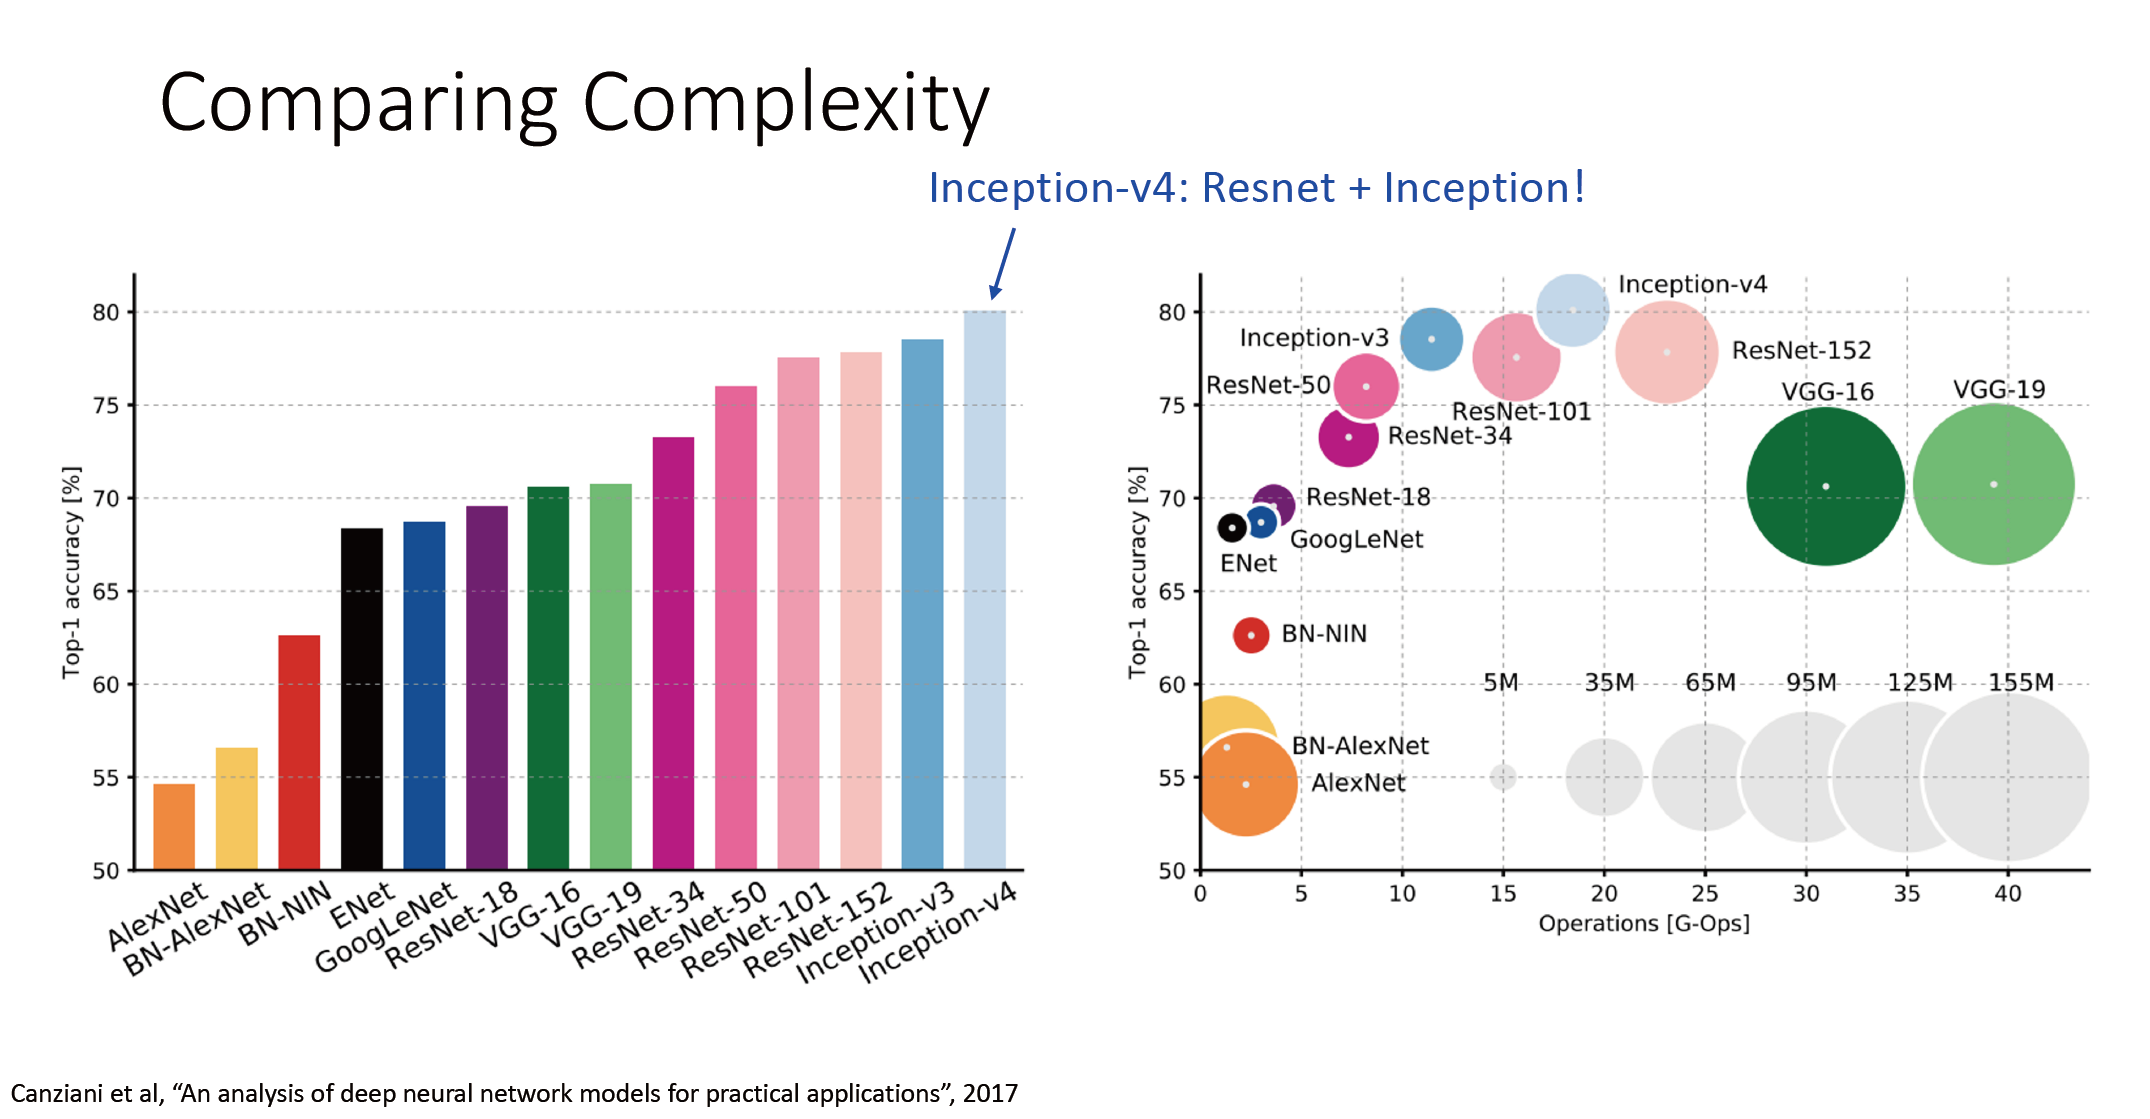 Comparing Complexity
Inception-v4: Resnet + Inception!
Top-1 accuracy [%]
80
75
70
65
60
55
50
AlexNet
BN-AlexNet
BN-NIN
ENet
GoogLeNet
ResNet-18
VGG-16
VGG-19
ResNet-34
ResNet-50
ResNet-101
ResNet-152
Inception-v3
Inception-v4
Top-1 accuracy [%]
80
75
70
65
60
55
50
Inception-v4
Inception-v3
ResNet-152
ResNet-50
VGG-16
VGG-19
ResNet-101
ResNet-34
ResNet-18
GoogLeNet
ENet
BN-NIN
5M
35M
65M
95M
125M
155M
BN-AlexNet
AlexNet
0
5
10
15
20
25
30
35
40
Operations [G-Ops]
Canziani et al, “An analysis of deep neural network models for practical applications”, 2017